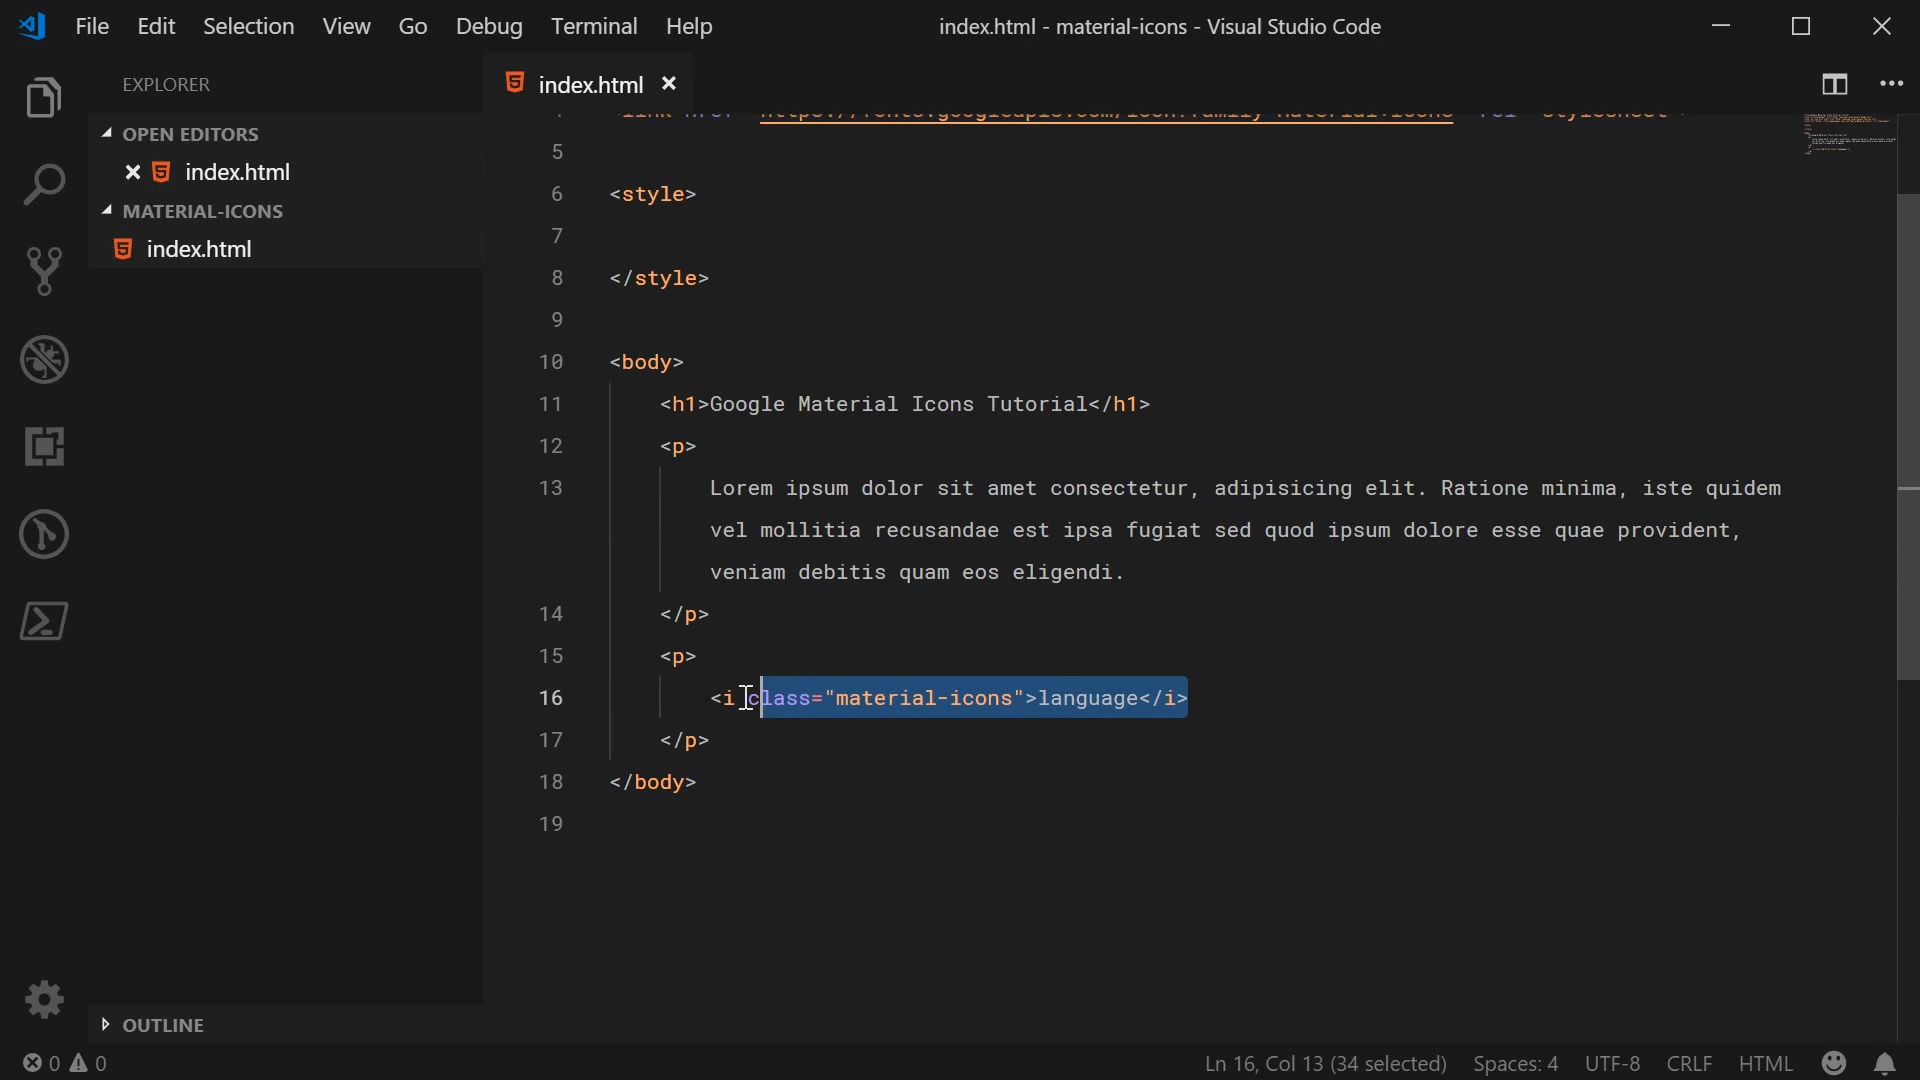 File Edit Selection View Go Debug Terminal Help
index.html - material-icons - Visual Studio Code
EXPLORER
OPEN EDITORS
index.html
MATERIAL-ICONS
index.html
OUTLINE
index.html
5
6 <style>
7
8 </style>
9
10 <body>
11 <h1>Google Material Icons Tutorial</h1>
12 <p>
13 Lorem ipsum dolor sit amet consectetur, adipisicing elit. Ratione minima, iste quidem
vel mollitia recusandae est ipsa fugiat sed quod ipsum dolore esse quae provident,
veniam debitis quam eos eligendi.
14 </p>
15 <p>
16 <i class="material-icons">language</i>
17 </p>
18 </body>
19
0 0
Ln 16, Col 13 (34 selected) Spaces: 4 UTF-8 CRLF HTML